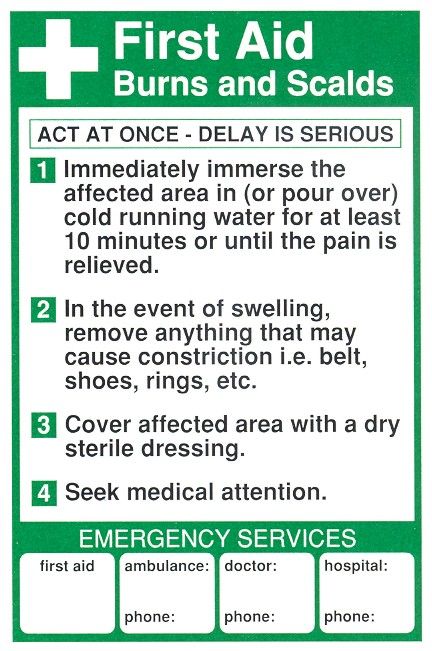 First Aid
Burns and Scalds
ACT AT ONCE - DELAY IS SERIOUS
1 Immediately immerse the
affected area in (or pour over)
cold running water for at least
10 minutes or until the pain is
relieved.
2 In the event of swelling,
remove anything that may
cause constriction i.e. belt,
shoes, rings, etc.
3 Cover affected area with a dry
sterile dressing.
4 Seek medical attention.
EMERGENCY SERVICES
first aid ambulance: doctor: hospital:
phone: phone: phone: